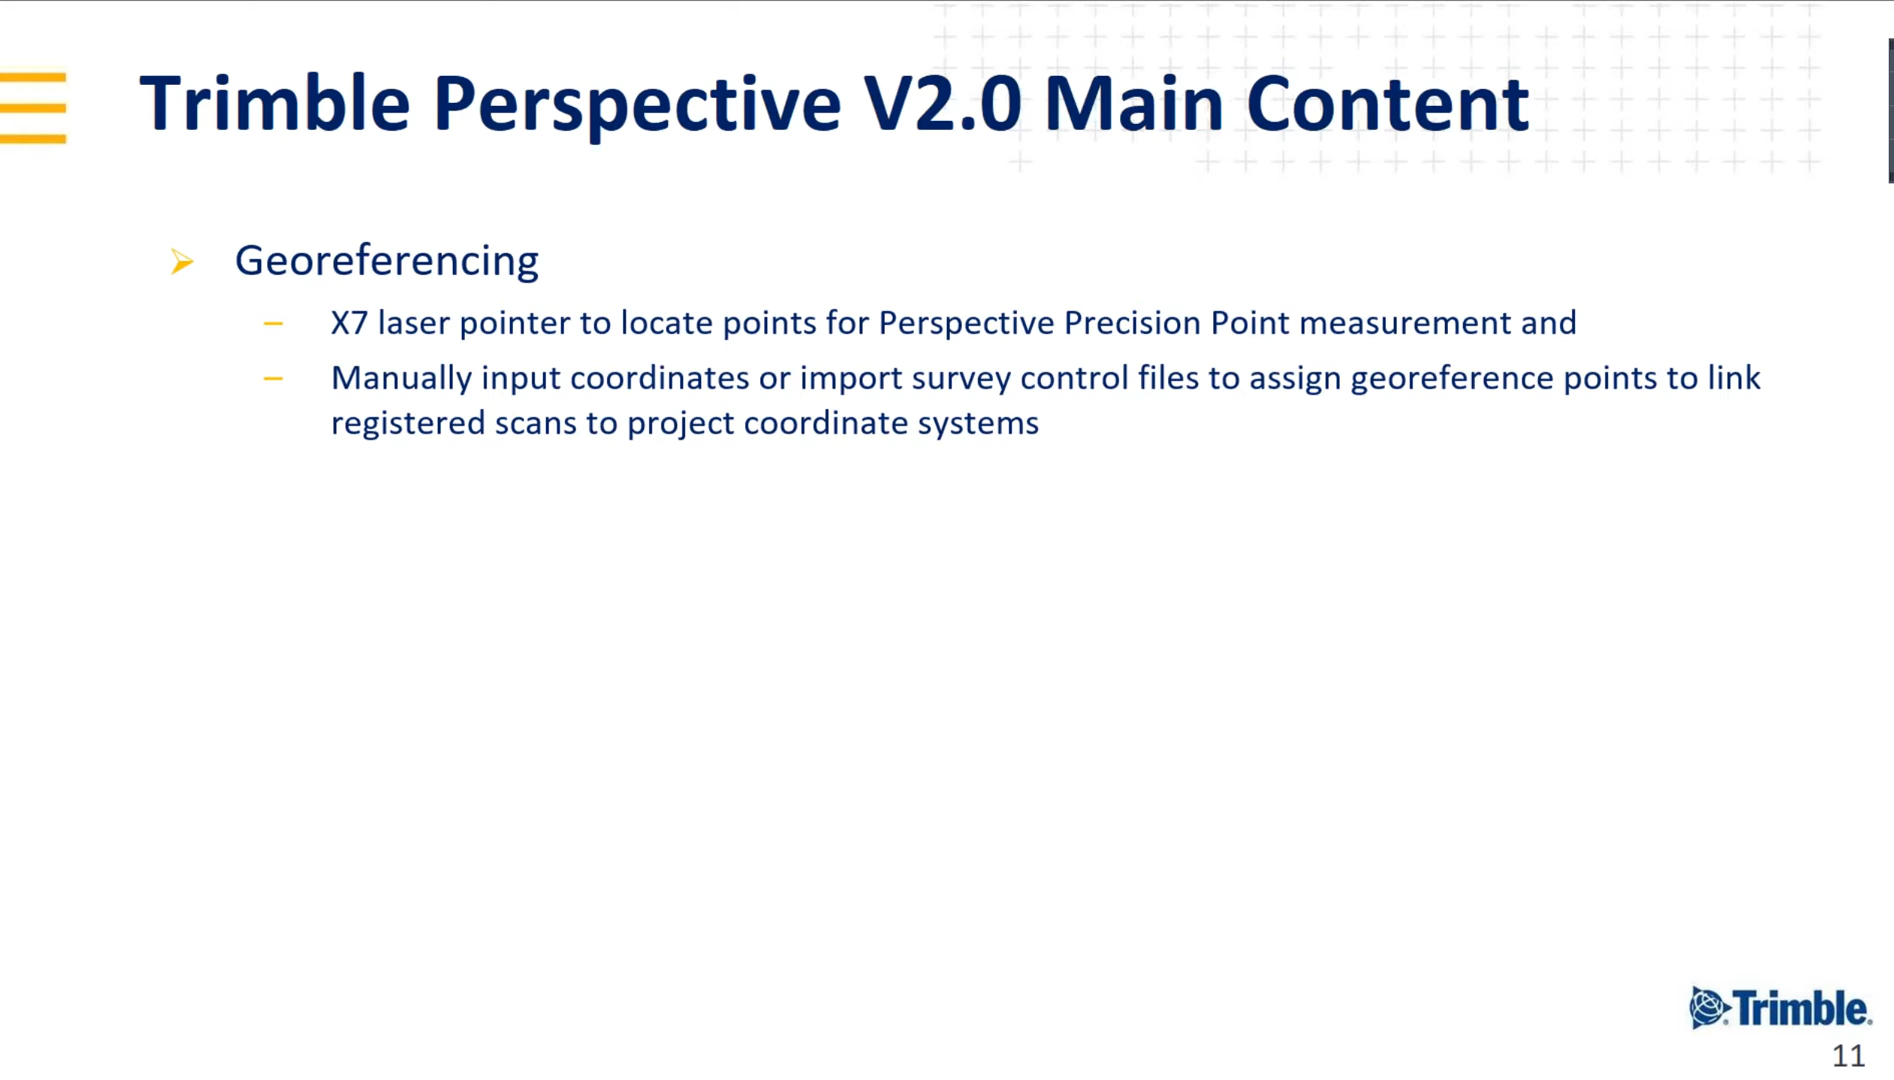 Trimble Perspective V2.0 Main Content
Georeferencing
– X7 laser pointer to locate points for Perspective Precision Point measurement and
– Manually input coordinates or import survey control files to assign georeference points to link
registered scans to project coordinate systems
Trimble®
11